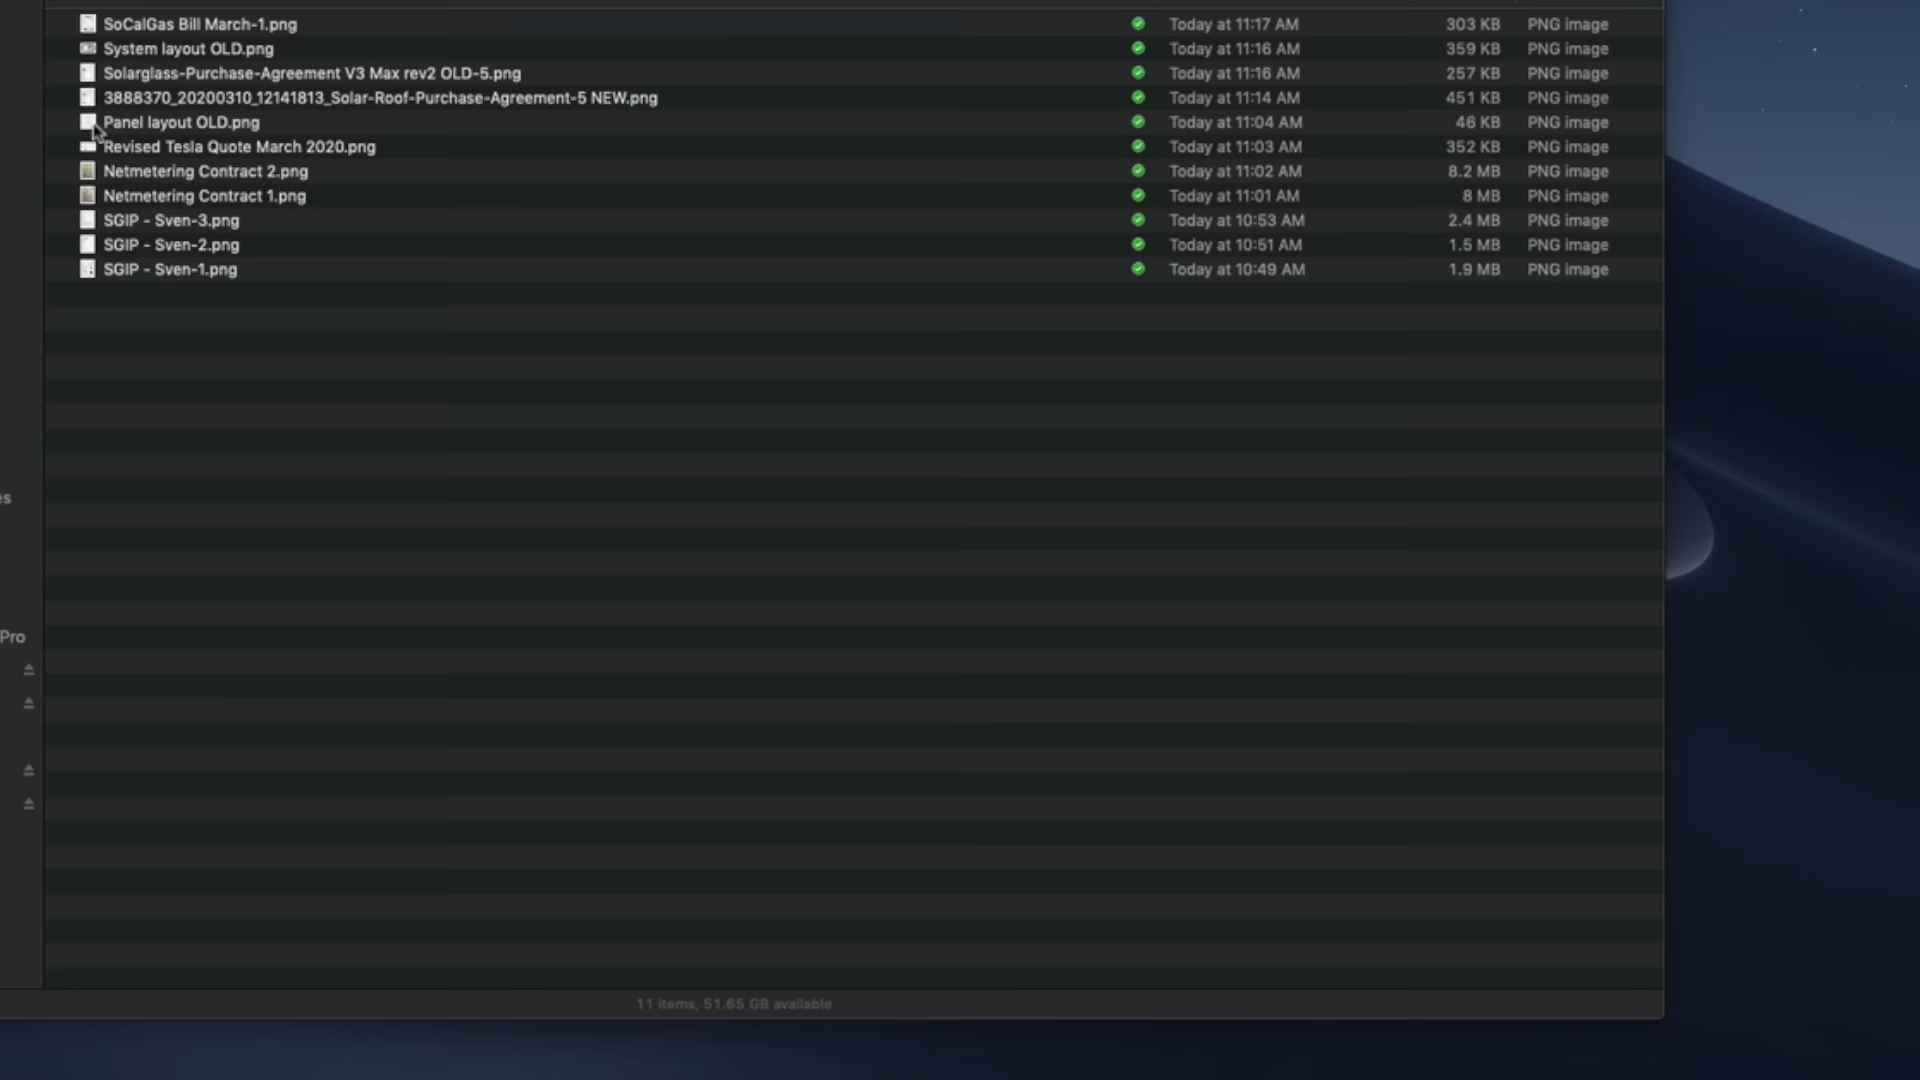 SoCalGas Bill March-1.png Today at 11:17 AM 303 KB PNG image
System layout OLD.png Today at 11:16 AM 359 KB PNG image
Solarglass-Purchase-Agreement V3 Max rev2 OLD-5.png Today at 11:16 AM 257 KB PNG image
3888370_20200310_12141813_Solar-Roof-Purchase-Agreement-5 NEW.png Today at 11:14 AM 451 KB PNG image
Panel layout OLD.png Today at 11:04 AM 46 KB PNG image
Revised Tesla Quote March 2020.png Today at 11:03 AM 352 KB PNG image
Netmetering Contract 2.png Today at 11:02 AM 8.2 MB PNG image
Netmetering Contract 1.png Today at 11:01 AM 8 MB PNG image
SGIP - Sven-3.png Today at 10:53 AM 2.4 MB PNG image
SGIP - Sven-2.png Today at 10:51 AM 1.5 MB PNG image
SGIP - Sven-1.png Today at 10:49 AM 1.9 MB PNG image
es
Pro
11 items, 51.65 GB available